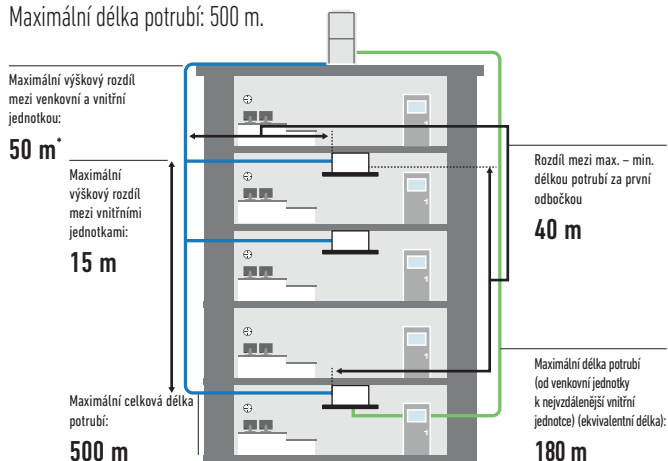 Maximální délka potrubí: 500 m.
Maximální výškový rozdíl
mezi venkovní a vnitřní
jednotkou:
50 m*
Maximální
výškový rozdíl
mezi vnitřními
jednotkami:
15 m
Maximální celková délka
potrubí:
500 m
Rozdíl mezi max. – min.
délkou potrubí za první
odbočkou
40 m
Maximální délka potrubí
(od venkovní jednotky
k nejvzdálenější vnitřní
jednotce) (ekvivalentní délka):
180 m